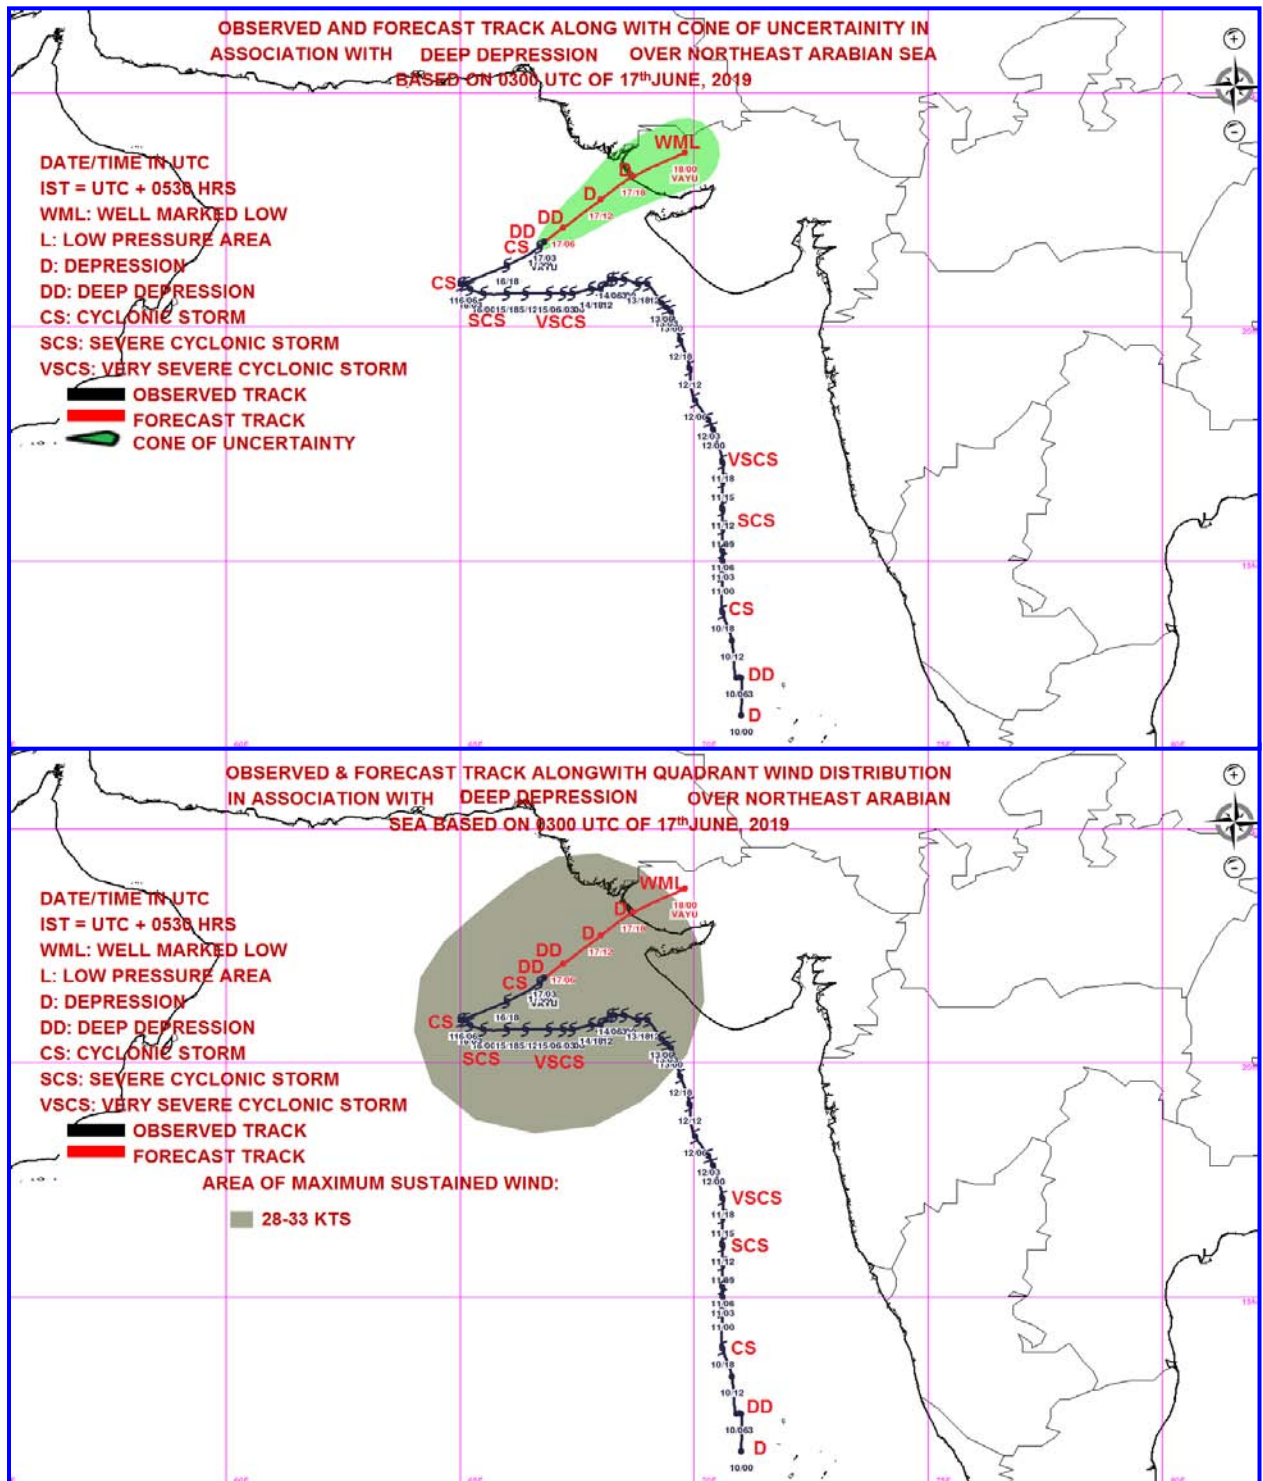 OBSERVED AND FORECAST TRACK ALONG WITH CONE OF UNCERTAINITY IN
ASSOCIATION WITH DEEP DEPRESSION OVER NORTHEAST ARABIAN SEA
BASED ON 0300 UTC OF 17th JUNE, 2019
DATE/TIME IN UTC
IST = UTC + 0530 HRS
WML: WELL MARKED LOW
L: LOW PRESSURE AREA
D: DEPRESSION
DD: DEEP DEPRESSION
CS: CYCLONIC STORM
SCS: SEVERE CYCLONIC STORM
VSCS: VERY SEVERE CYCLONIC STORM
OBSERVED TRACK
FORECAST TRACK
CONE OF UNCERTAINTY
WML
18/00
VAYU
D
17/18
D
17/12
DD
17/06
DD
CS
17/03
VAYU
16/18
CS
SCS
VSCS
13/1812
12/18
12/12
12/06
12/03
12/00
VSCS
11/18
11/15
SCS
11/12
11/09
11/06
11/03
11/00
CS
10/18
10/12
DD
10/063
D
10/00
OBSERVED & FORECAST TRACK ALONGWITH QUADRANT WIND DISTRIBUTION
IN ASSOCIATION WITH DEEP DEPRESSION OVER NORTHEAST ARABIAN
SEA BASED ON 0300 UTC OF 17th JUNE, 2019
DATE/TIME IN UTC
IST = UTC + 0530 HRS
WML: WELL MARKED LOW
L: LOW PRESSURE AREA
D: DEPRESSION
DD: DEEP DEPRESSION
CS: CYCLONIC STORM
SCS: SEVERE CYCLONIC STORM
VSCS: VERY SEVERE CYCLONIC STORM
OBSERVED TRACK
FORECAST TRACK
AREA OF MAXIMUM SUSTAINED WIND:
28-33 KTS
WML
18/00
VAYU
D
17/18
D
17/12
DD
17/06
DD
CS
17/03
VAYU
16/18
CS
SCS
VSCS
13/1812
12/18
12/12
12/06
12/03
12/00
VSCS
11/18
11/15
SCS
11/12
11/09
11/06
11/03
11/00
CS
10/18
10/12
DD
10/063
D
10/00